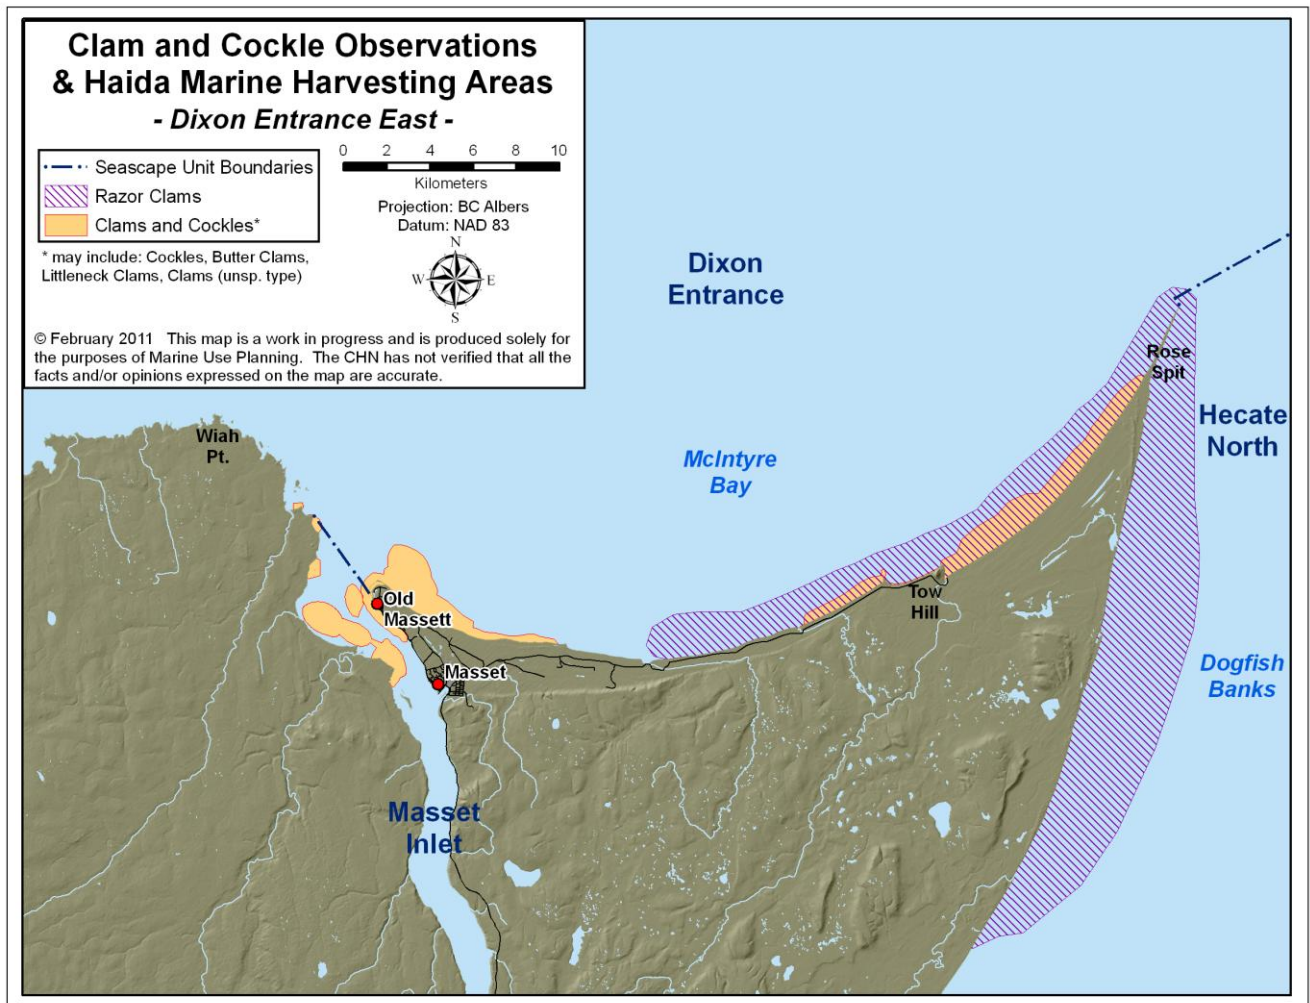 Clam and Cockle Observations
& Haida Marine Harvesting Areas
- Dixon Entrance East -
Seascape Unit Boundaries
Razor Clams
Clams and Cockles*
* may include: Cockles, Butter Clams,
Littleneck Clams, Clams (unsp. type)
0 2 4 6 8 10
Kilometers
Projection: BC Albers
Datum: NAD 83
N
W E
S
© February 2011 This map is a work in progress and is produced solely for
the purposes of Marine Use Planning. The CHN has not verified that all the
facts and/or opinions expressed on the map are accurate.
Dixon
Entrance
Rose
Spit
Hecate
North
Wiah
Pt.
McIntyre
Bay
Old
Massett
Tow
Hill
Masset
Dogfish
Banks
Masset
Inlet